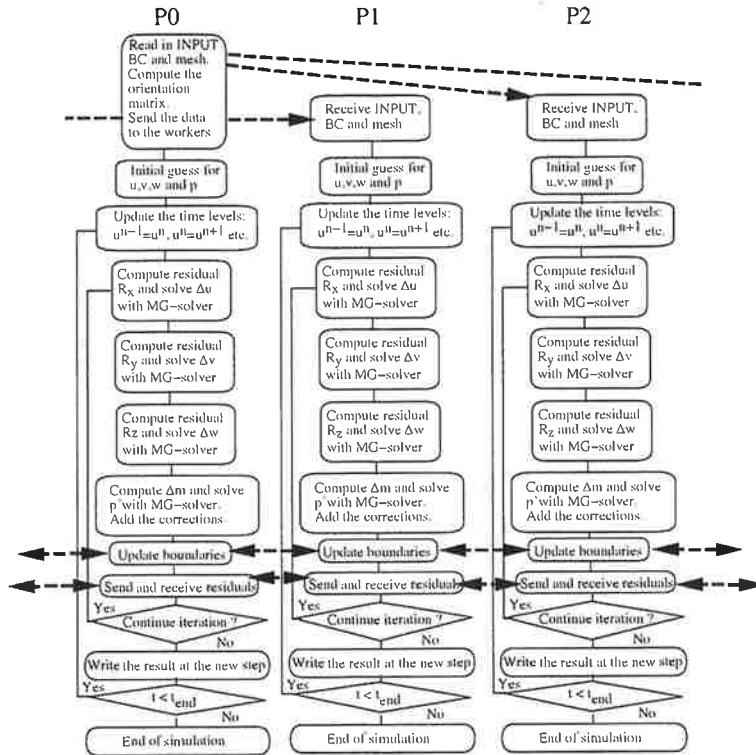 P0
Read in INPUT
BC and mesh.
Compute the
orientation
matrix.
Send the data
to the workers
Initial guess for
u,v,w and p
Update the time levels:
uⁿ⁻¹=uⁿ, uⁿ=uⁿ⁺¹ etc.
Compute residual
Rx and solve Δu
with MG-solver
Compute residual
Ry and solve Δv
with MG-solver
Compute residual
Rz and solve Δw
with MG-solver
Compute Δm and solve
p' with MG-solver.
Add the corrections.
Update boundaries
Send and receive residuals
Yes
Continue iteration ?
No
Write the result at the new step
Yes
t < tend
No
End of simulation
P1
Receive INPUT,
BC and mesh
Initial guess for
u,v,w and p
Update the time levels:
uⁿ⁻¹=uⁿ, uⁿ=uⁿ⁺¹ etc.
Compute residual
Rx and solve Δu
with MG-solver
Compute residual
Ry and solve Δv
with MG-solver
Compute residual
Rz and solve Δw
with MG-solver
Compute Δm and solve
p' with MG-solver.
Add the corrections.
Update boundaries
Send and receive residuals
Yes
Continue iteration ?
No
Write the result at the new step
Yes
t < tend
No
End of simulation
P2
Receive INPUT,
BC and mesh
Initial guess for
u,v,w and p
Update the time levels:
uⁿ⁻¹=uⁿ, uⁿ=uⁿ⁺¹ etc.
Compute residual
Rx and solve Δu
with MG-solver
Compute residual
Ry and solve Δv
with MG-solver
Compute residual
Rz and solve Δw
with MG-solver
Compute Δm and solve
p' with MG-solver.
Add the corrections.
Update boundaries
Send and receive residuals
Yes
Continue iteration ?
No
Write the result at the new step
Yes
t < tend
No
End of simulation